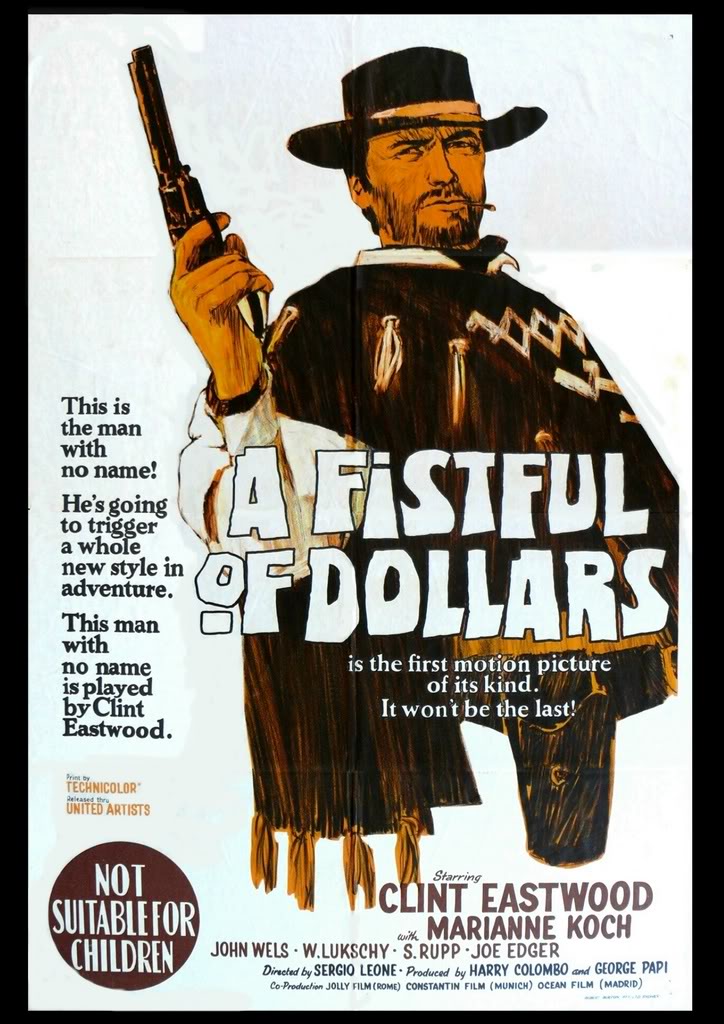 This is
the man
with
no name!
He's going
to trigger
a whole
new style in
adventure.
This man
with
no name
is played
by Clint
Eastwood.
A FiSTFUL
OF DOLLARS
is the first motion picture
of its kind.
It won't be the last!
Print by
TECHNICOLOR®
Released thru
UNITED ARTISTS
NOT
SUITABLE FOR
CHILDREN
Starring
CLINT EASTWOOD
with MARIANNE KOCH
JOHN WELS · W. LUKSCHY · S. RUPP · JOE EDGER
Directed by SERGIO LEONE · Produced by HARRY COLOMBO and GEORGE PAPI
Co-Production JOLLY FILM (ROME) CONSTANTIN FILM (MUNICH) OCEAN FILM (MADRID)